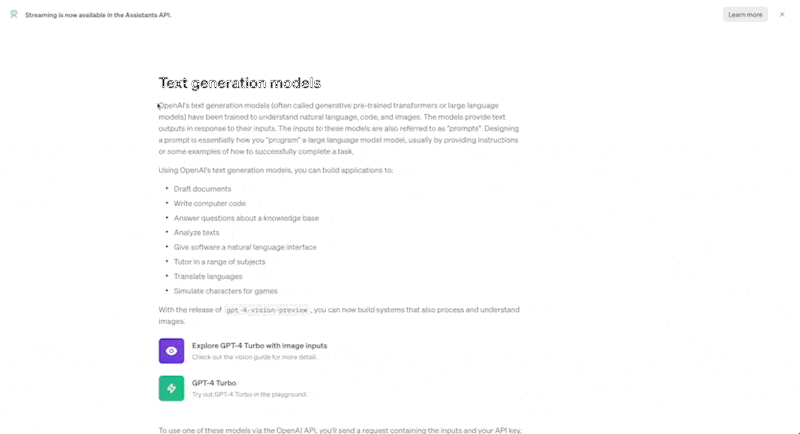 Streaming is now available in the Assistants API.
Learn more
Text generation models
OpenAI's text generation models (often called generative pre-trained transformers or large language
models) have been trained to understand natural language, code, and images. The models provide text
outputs in response to their inputs. The inputs to these models are also referred to as "prompts". Designing
a prompt is essentially how you "program" a large language model model, usually by providing instructions
or some examples of how to successfully complete a task.
Using OpenAI's text generation models, you can build applications to:
• Draft documents
• Write computer code
• Answer questions about a knowledge base
• Analyze texts
• Give software a natural language interface
• Tutor in a range of subjects
• Translate languages
• Simulate characters for games
With the release of gpt-4-vision-preview, you can now build systems that also process and understand
images.
Explore GPT-4 Turbo with image inputs
Check out the vision guide for more detail.
GPT-4 Turbo
Try out GPT-4 Turbo in the playground.
To use one of these models via the OpenAI API, you'll send a request containing the inputs and your API key,